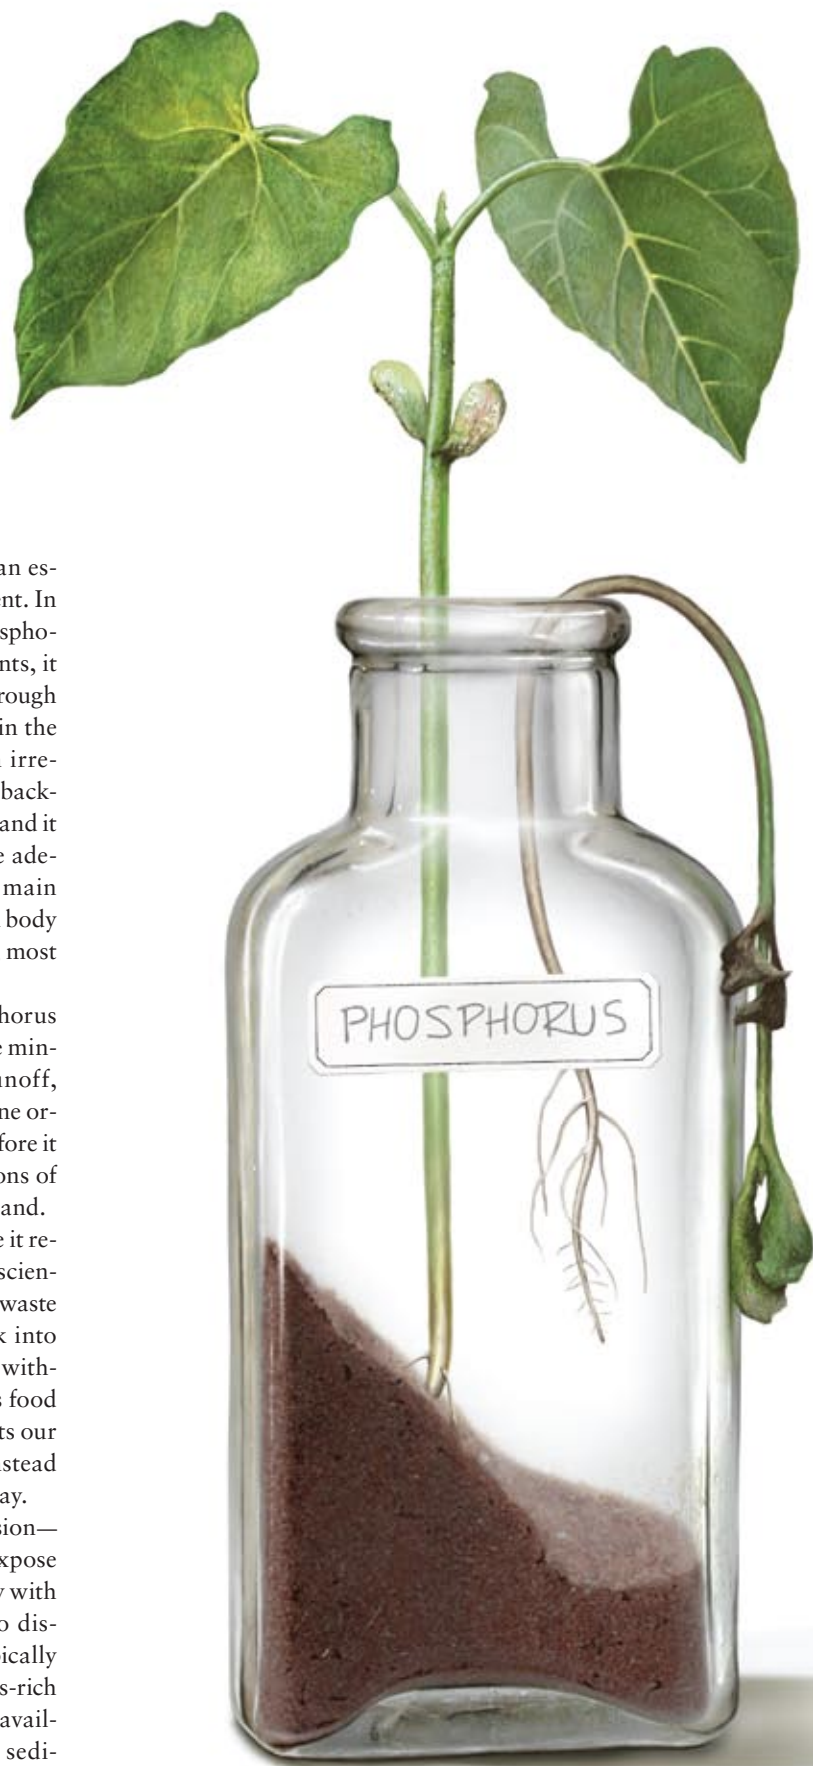 an es-
ent. In
spho-
nts, it
rough
in the
irre-
back-
and it
e ade-
main
body
most
horus
e min-
unoff,
ne or-
fore it
ons of
and.
e it re-
scien-
waste
k into
with-
s food
ts our
nstead
ay.
sion—
xpose
y with
o dis-
pically
s-rich
avail-
sedi-
PHOSPHORUS